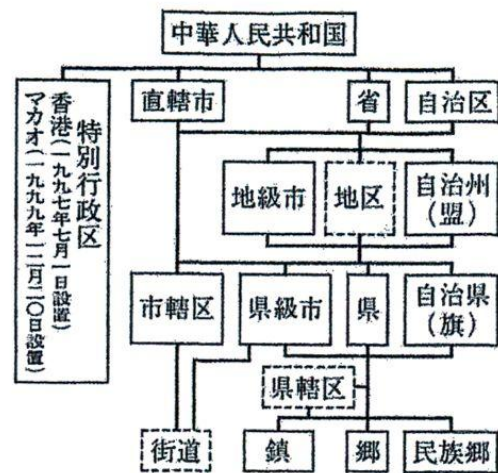 中華人民共和国
特別行政区
香港(一九九七年七月一日設置)
マカオ(一九九九年一二月二〇日設置)
直轄市
省
自治区
地級市
地区
自治州
(盟)
市轄区
県級市
県
自治県
(旗)
県轄区
街道
鎮
郷
民族郷